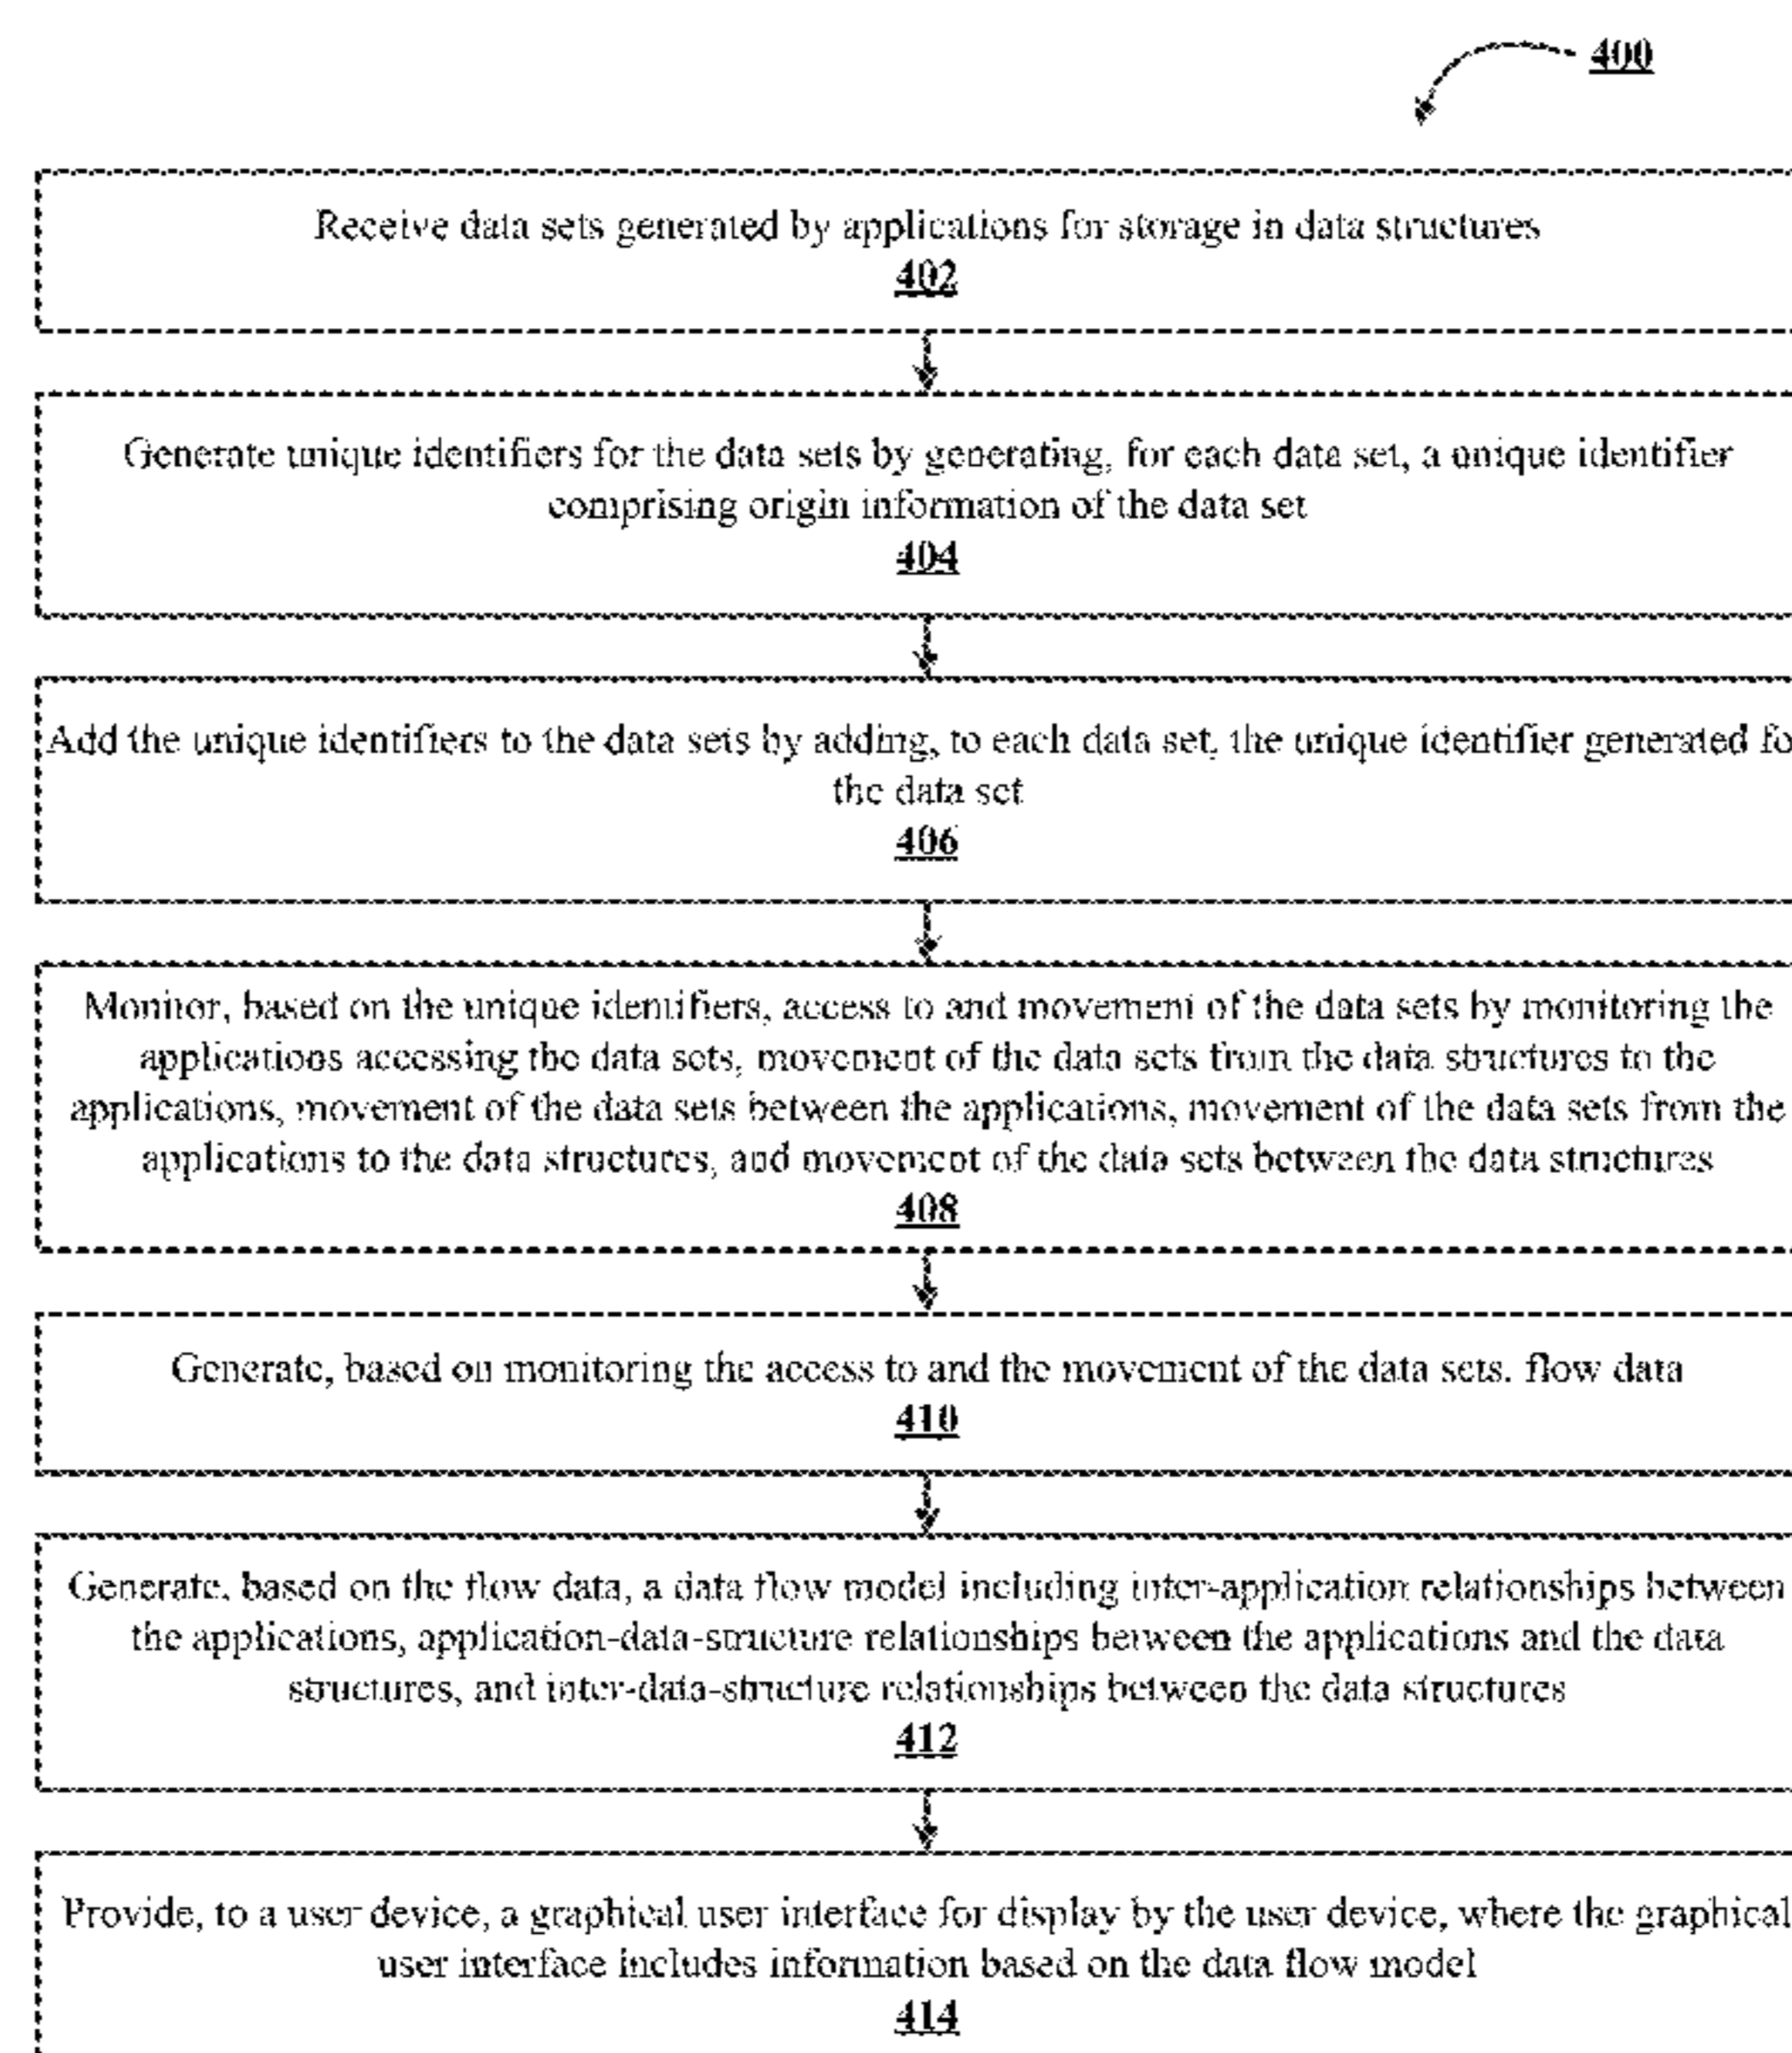 400
Receive data sets generated by applications for storage in data structures
402
Generate unique identifiers for the data sets by generating, for each data set, a unique identifier
comprising origin information of the data set
404
Add the unique identifiers to the data sets by adding, to each data set, the unique identifier generated fo
the data set
406
Monitor, based on the unique identifiers, access to and movement of the data sets by monitoring the
applications accessing the data sets, movement of the data sets from the data structures to the
applications, movement of the data sets between the applications, movement of the data sets from the
applications to the data structures, and movement of the data sets between the data structures
408
Generate, based on monitoring the access to and the movement of the data sets, flow data
410
Generate, based on the flow data, a data flow model including inter-application relationships between
the applications, application-data-structure relationships between the applications and the data
structures, and inter-data-structure relationships between the data structures
412
Provide, to a user device, a graphical user interface for display by the user device, where the graphical
user interface includes information based on the data flow model
414